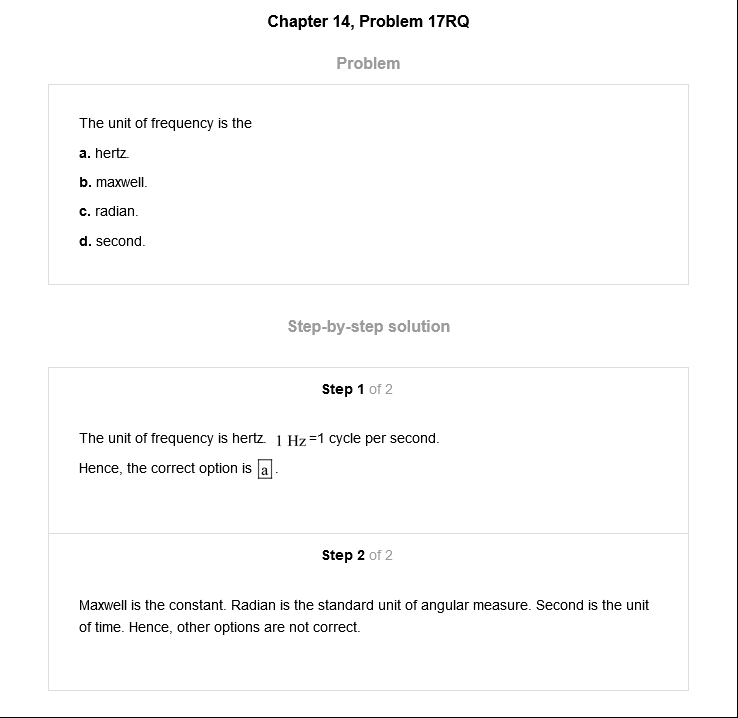 Chapter 14, Problem 17RQ
Problem
The unit of frequency is the
a. hertz.
b. maxwell.
c. radian.
d. second.
Step-by-step solution
Step 1 of 2
The unit of frequency is hertz. 1 Hz=1 cycle per second.
Hence, the correct option is a.
Step 2 of 2
Maxwell is the constant. Radian is the standard unit of angular measure. Second is the unit
of time. Hence, other options are not correct.